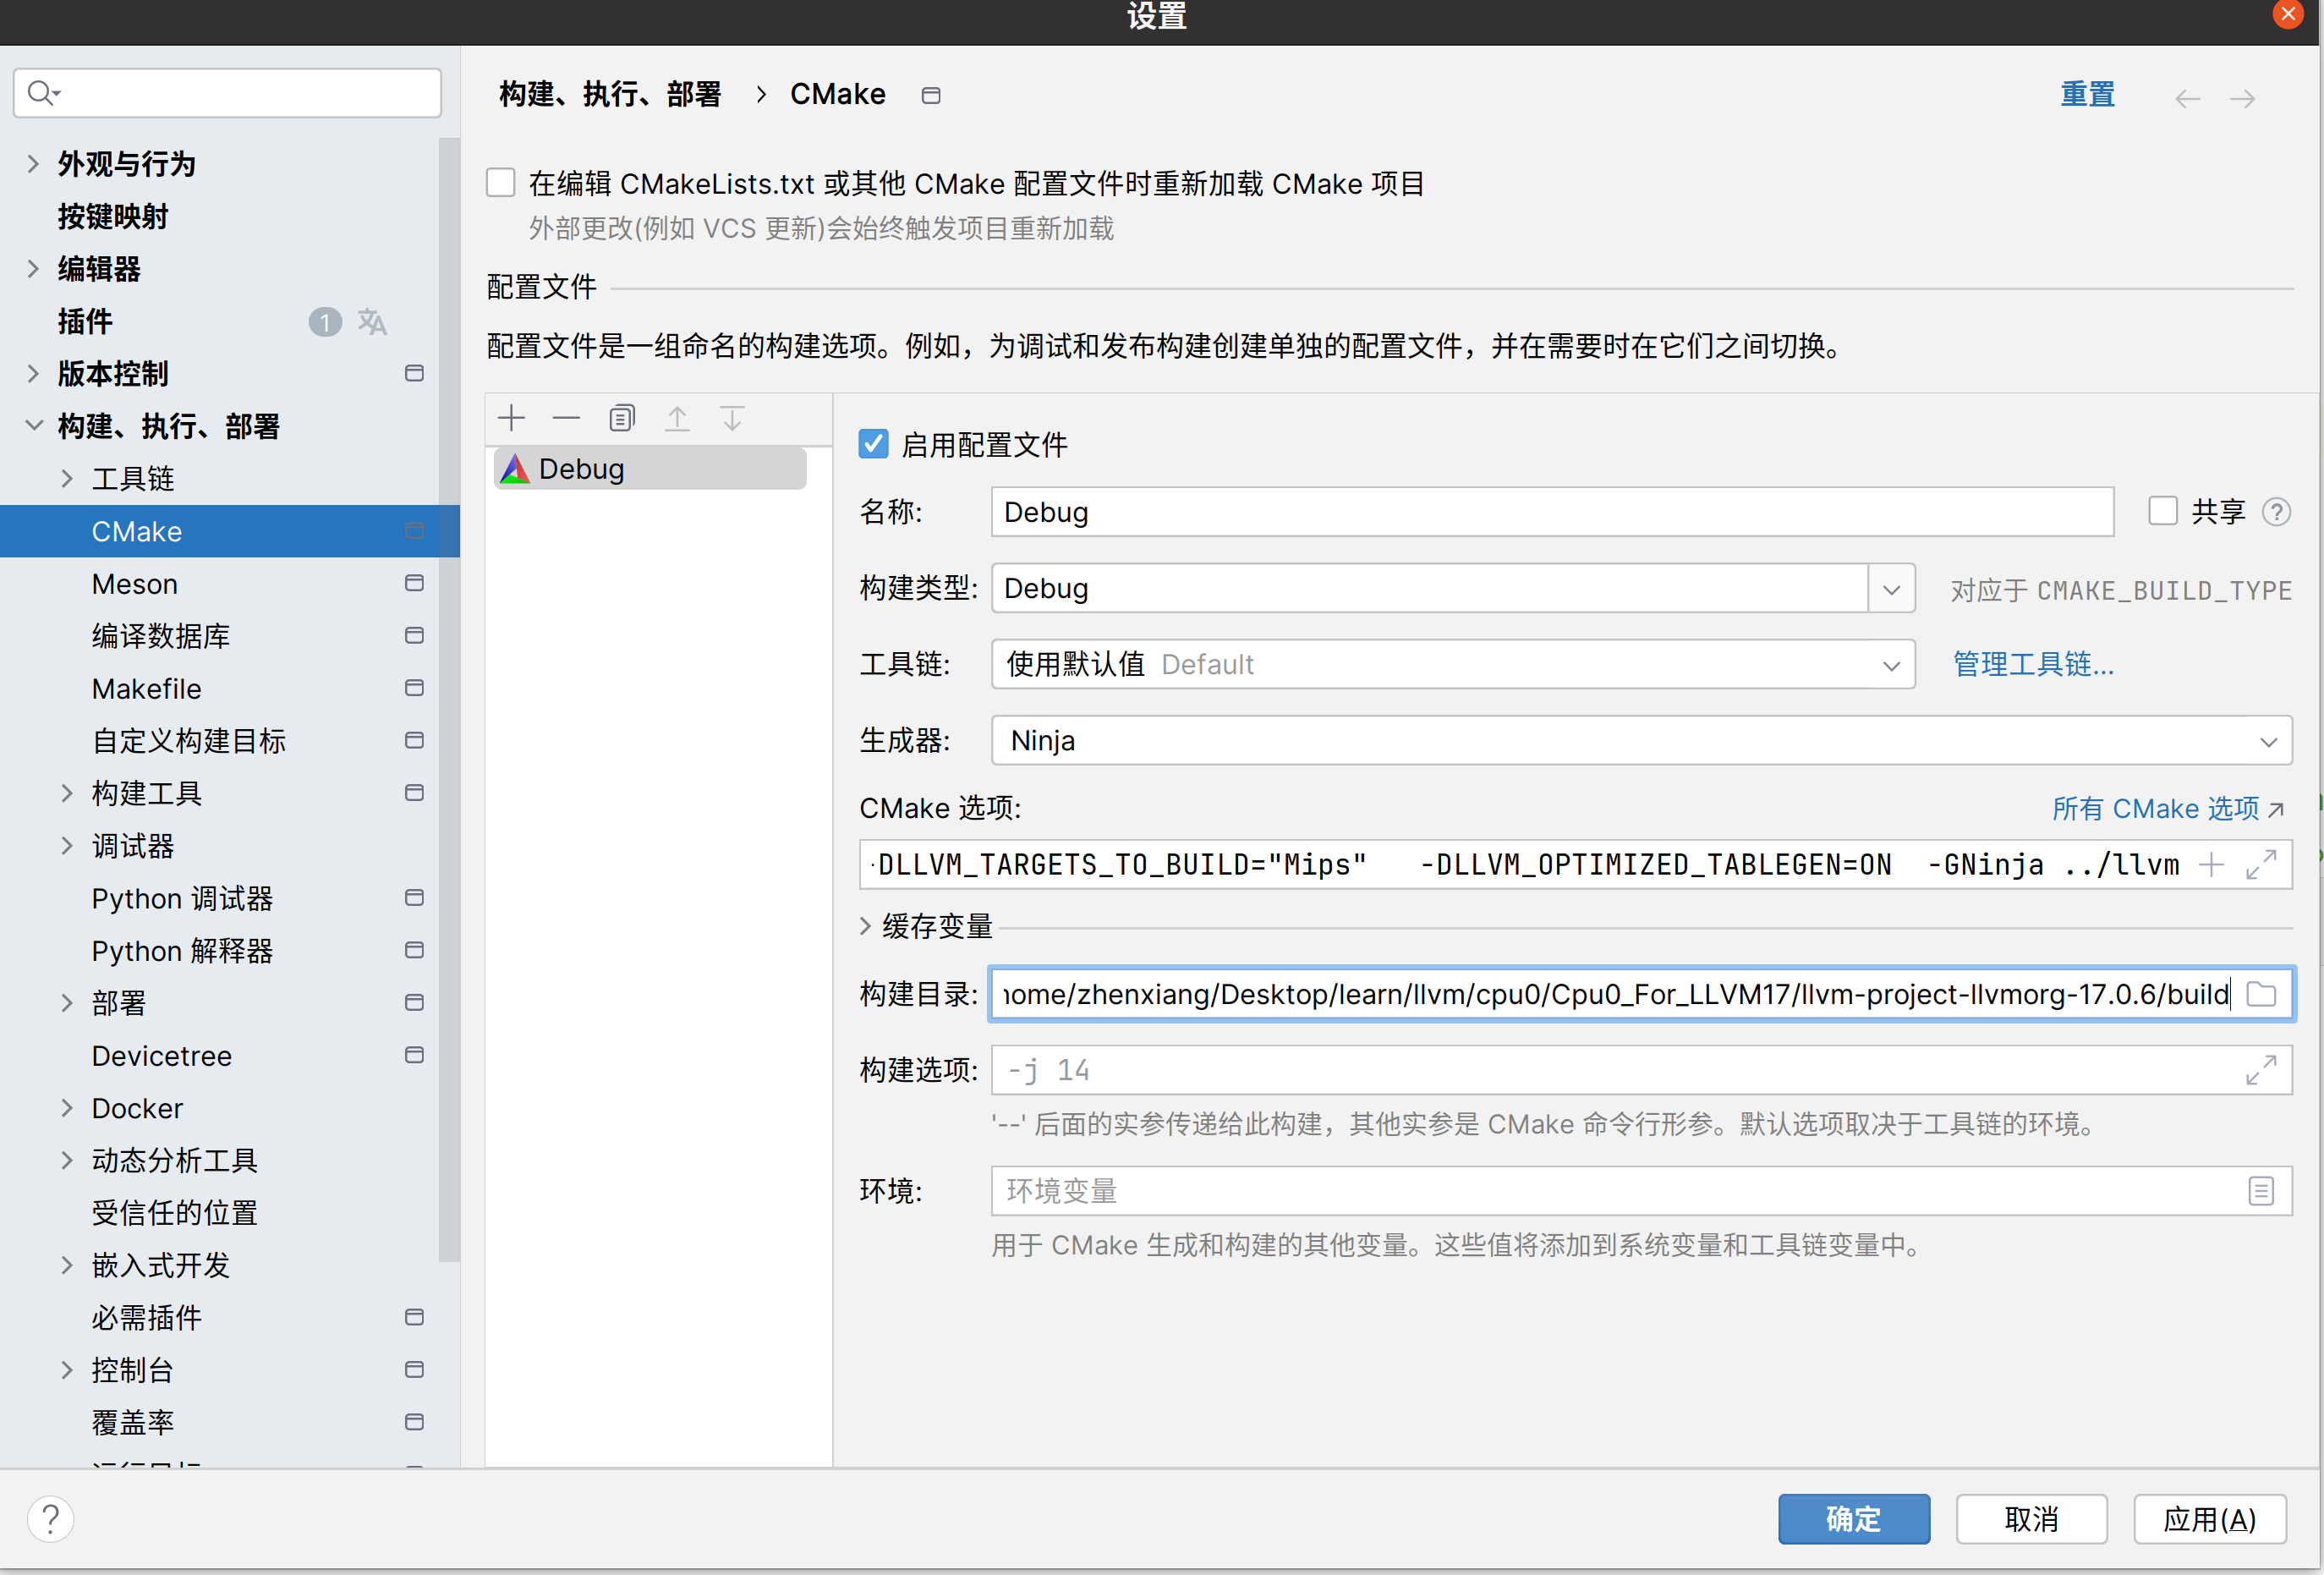 设置
构建、执行、部署 › CMake
重置
外观与行为
按键映射
编辑器
插件 1
版本控制
构建、执行、部署
工具链
CMake
Meson
编译数据库
Makefile
自定义构建目标
构建工具
调试器
Python 调试器
Python 解释器
部署
Devicetree
Docker
动态分析工具
受信任的位置
嵌入式开发
必需插件
控制台
覆盖率
在编辑 CMakeLists.txt 或其他 CMake 配置文件时重新加载 CMake 项目
外部更改(例如 VCS 更新)会始终触发项目重新加载
配置文件
配置文件是一组命名的构建选项。例如，为调试和发布构建创建单独的配置文件，并在需要时在它们之间切换。
Debug
启用配置文件
名称: Debug 共享 ?
构建类型: Debug 对应于 CMAKE_BUILD_TYPE
工具链: 使用默认值 Default 管理工具链...
生成器: Ninja
CMake 选项: 所有 CMake 选项
DLLVM_TARGETS_TO_BUILD="Mips" -DLLVM_OPTIMIZED_TABLEGEN=ON -GNinja ../llvm
缓存变量
构建目录: ome/zhenxiang/Desktop/learn/llvm/cpu0/Cpu0_For_LLVM17/llvm-project-llvmorg-17.0.6/build
构建选项: -j 14
'--' 后面的实参传递给此构建，其他实参是 CMake 命令行形参。默认选项取决于工具链的环境。
环境: 环境变量
用于 CMake 生成和构建的其他变量。这些值将添加到系统变量和工具链变量中。
?
确定 取消 应用(A)